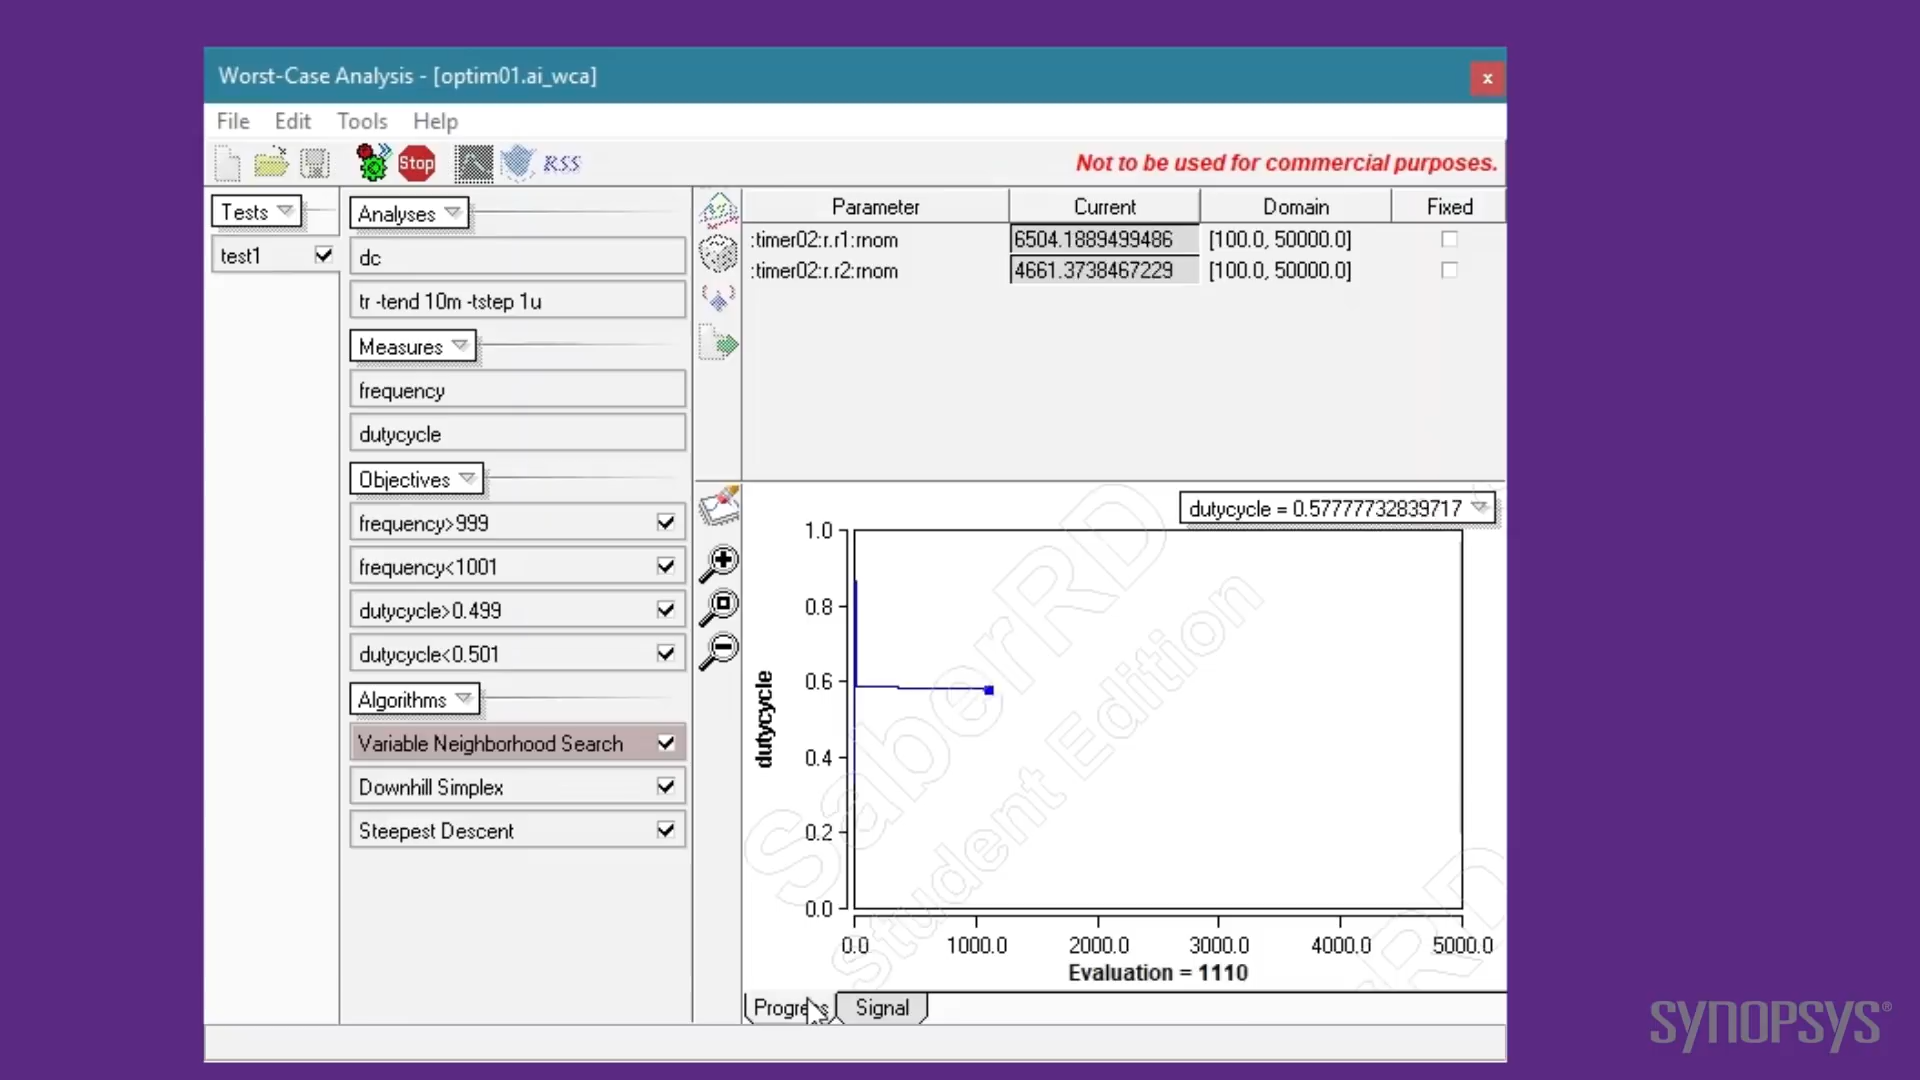 Worst-Case Analysis - [optim01.ai_wca]
x
File Edit Tools Help
Stop RSS Not to be used for commercial purposes.
Tests
test1
Analyses
dc
tr -tend 10m -tstep 1u
Measures
frequency
dutycycle
Objectives
frequency>999
frequency<1001
dutycycle>0.499
dutycycle<0.501
Algorithms
Variable Neighborhood Search
Downhill Simplex
Steepest Descent
Parameter Current Domain Fixed
:timer02:r.r1:rnom 6504.1889499486 [100.0, 50000.0]
:timer02:r.r2:rnom 4661.3738467229 [100.0, 50000.0]
dutycycle = 0.57777732839717
1.0
0.8
0.6
0.4
0.2
0.0
dutycycle
SaberRD
Student Edition
0.0 1000.0 2000.0 3000.0 4000.0 5000.0
Evaluation = 1110
Progress Signal
SYNOPSYS®